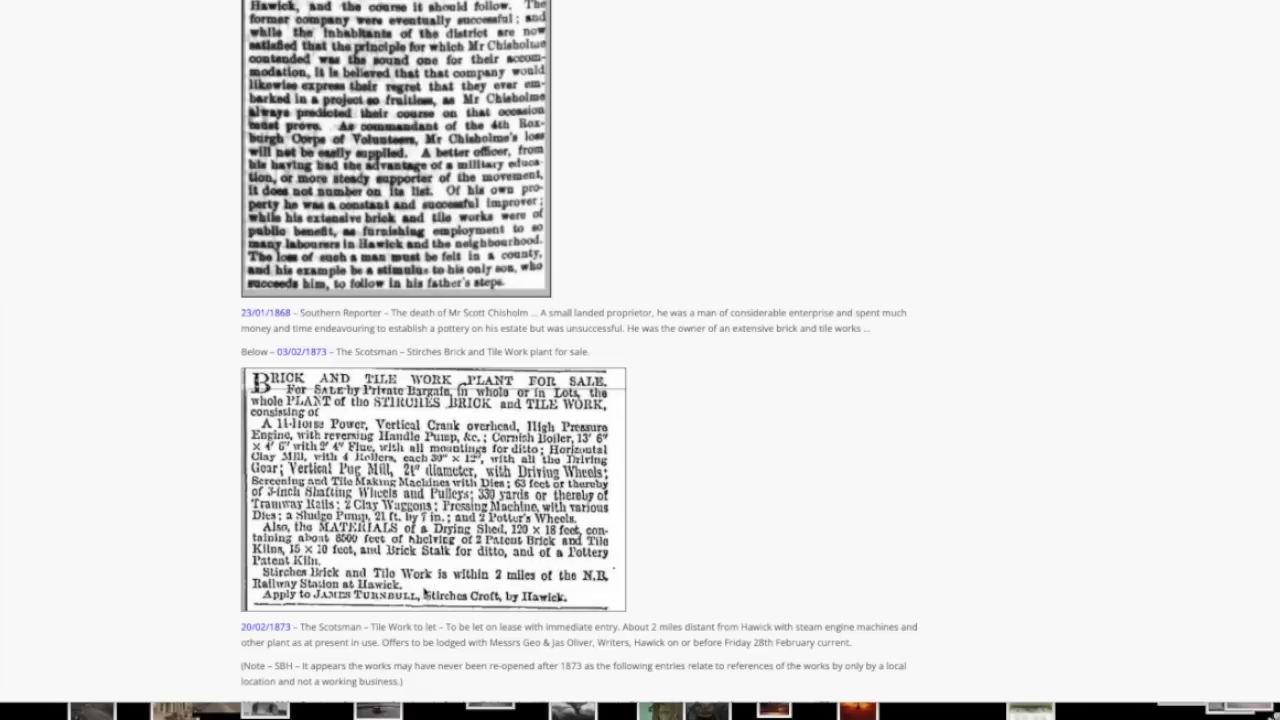 Hawick, and the course it should follow. The
former company were eventually successful; and
while the inhabitants of the district are now
satisfied that the principle for which Mr Chisholme
contended was the sound one for their accom-
modation, it is believed that that company would
likewise express their regret that they ever em-
barked in a project so fruitless, as Mr Chisholme
always predicted their course on that occasion
must prove. As commandant of the 4th Rox-
burgh Corps of Volunteers, Mr Chisholme's loss
will not be easily supplied. A better officer, from
his having had the advantage of a military educa-
tion, or more steady supporter of the movement,
it does not number on its list. Of his own pro-
perty he was a constant and successful improver;
while his extensive brick and tile works were of
public benefit, as furnishing employment to so
many labourers in Hawick and the neighbourhood.
The loss of such a man must be felt in a county,
and his example be a stimulus to his only son, who
succeeds him, to follow in his father's steps.
23/01/1868 – Southern Reporter – The death of Mr Scott Chisholm ... A small landed proprietor, he was a man of considerable enterprise and spent much
money and time endeavouring to establish a pottery on his estate but was unsuccessful. He was the owner of an extensive brick and tile works ...
Below – 03/02/1873 – The Scotsman – Stirches Brick and Tile Work plant for sale.
BRICK AND TILE WORK PLANT FOR SALE.
For SALE by Private Bargain, in whole or in Lots, the
whole PLANT of the STIRCHES BRICK and TILE WORK,
consisting of
A 14-Horse Power, Vertical Crank overhead, High Pressure
Engine, with reversing Handle Pump, &c.; Cornish Boiler, 13' 6"
× 4' 6" with 2' 4" Flue, with all mountings for ditto; Horizontal
Clay Mill, with 4 Rollers, each 30" × 12", with all the Driving
Gear; Vertical Pug Mill, 21" diameter, with Driving Wheels;
Screening and Tile Making Machines with Dies; 63 feet or thereby
of 3-inch Shafting Wheels and Pulleys; 330 yards or thereby of
Tramway Rails; 2 Clay Waggons; Pressing Machine, with various
Dies; a Sludge Pump, 21 ft. by 7 in.; and 2 Potter's Wheels.
Also, the MATERIALS of a Drying Shed, 120 × 18 feet, con-
taining about 8500 feet of Shelving of 2 Patent Brick and Tile
Kilns, 15 × 10 feet, and Brick Stalk for ditto, and of a Pottery
Patent Kiln.
Stirches Brick and Tile Work is within 2 miles of the N.B.
Railway Station at Hawick.
Apply to JAMES TURNBULL, Stirches Croft, by Hawick.
20/02/1873 – The Scotsman – Tile Work to let – To be let on lease with immediate entry. About 2 miles distant from Hawick with steam engine machines and
other plant as at present in use. Offers to be lodged with Messrs Geo & Jas Oliver, Writers, Hawick on or before Friday 28th February current.
(Note – SBH – It appears the works may have never been re-opened after 1873 as the following entries relate to references of the works by only by a local
location and not a working business.)